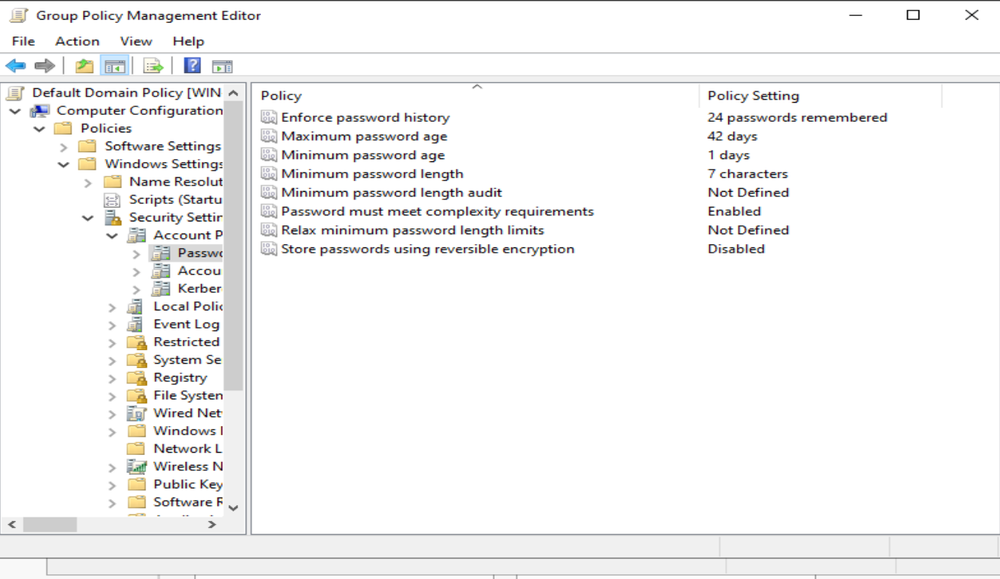 Group Policy Management Editor
File Action View Help
Default Domain Policy [WIN
Computer Configuration
Policies
Software Settings
Windows Settings
Name Resolut
Scripts (Startu
Security Settin
Account P
Passwo
Accou
Kerber
Local Polic
Event Log
Restricted
System Se
Registry
File System
Wired Net
Windows I
Network L
Wireless N
Public Key
Software R
Policy Policy Setting
Enforce password history 24 passwords remembered
Maximum password age 42 days
Minimum password age 1 days
Minimum password length 7 characters
Minimum password length audit Not Defined
Password must meet complexity requirements Enabled
Relax minimum password length limits Not Defined
Store passwords using reversible encryption Disabled